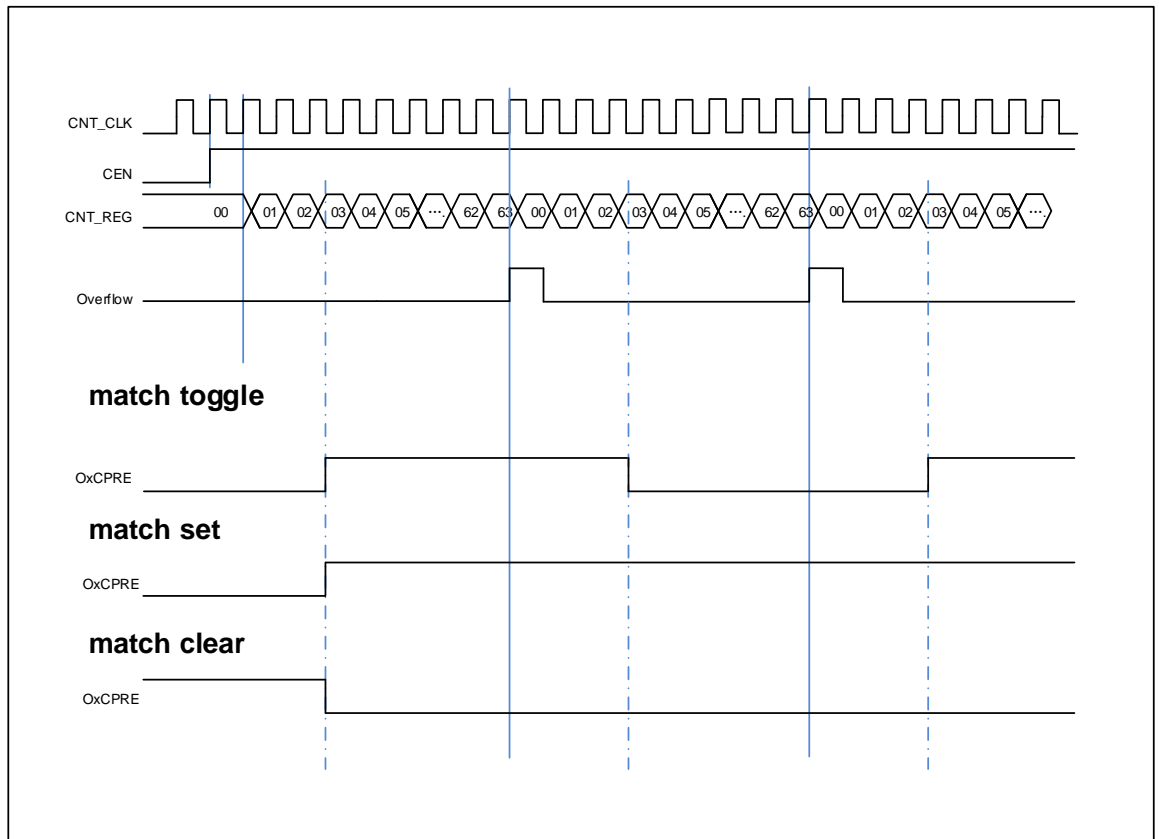 CNT_CLK
CEN
CNT_REG 00 01 02 03 04 05 ···. 62 63 00 01 02 03 04 05 ···. 62 63 00 01 02 03 04 05 ···.
Overflow
match toggle
OxCPRE
match set
OxCPRE
match clear
OxCPRE